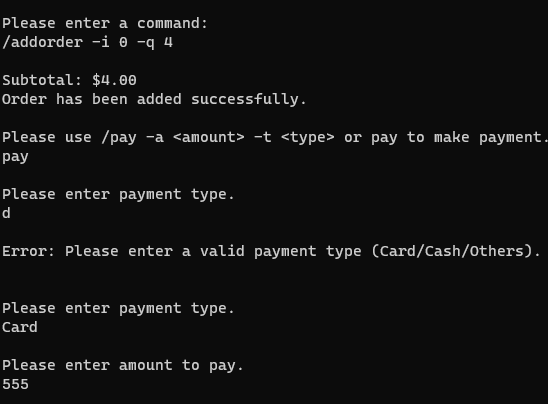 Please enter a command:
/addorder -i 0 -q 4
Subtotal: $4.00
Order has been added successfully.
Please use /pay -a <amount> -t <type> or pay to make payment.
pay
Please enter payment type.
d
Error: Please enter a valid payment type (Card/Cash/Others).
Please enter payment type.
Card
Please enter amount to pay.
555